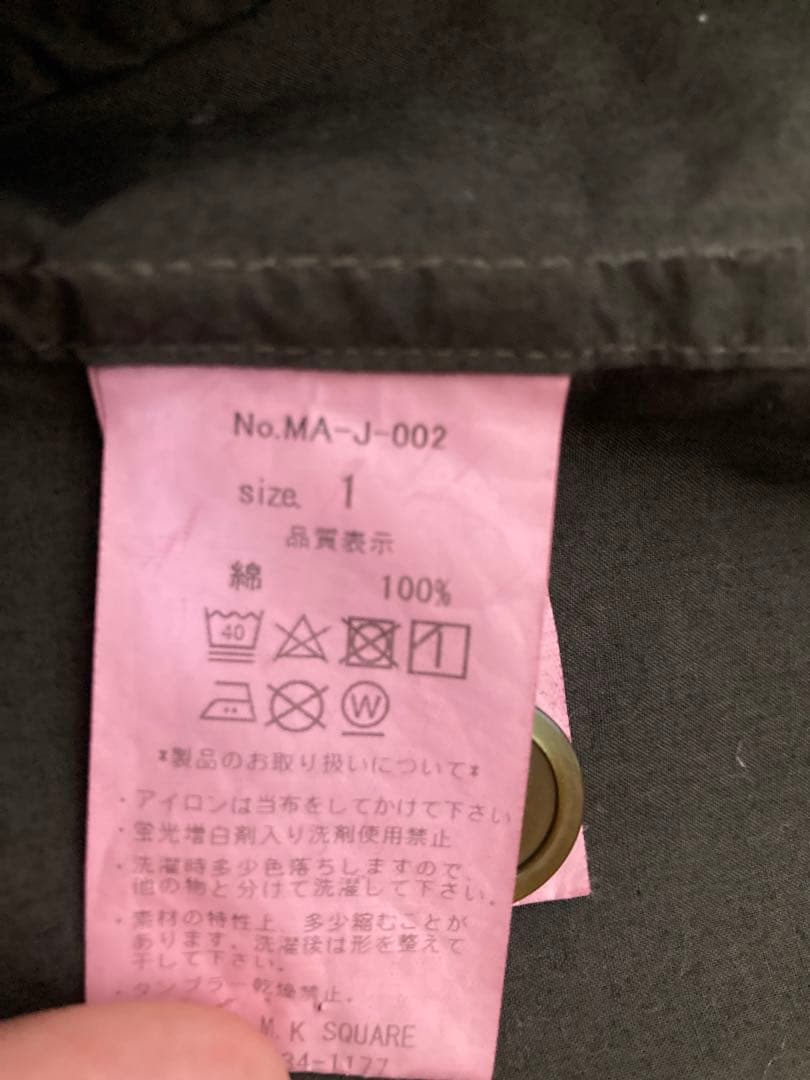 No.MA-J-002
size. 1
品質表示
綿 100%
40
W
*製品のお取り扱いについて*
・アイロンは当布をしてかけて下さい
・蛍光増白剤入り洗剤使用禁止
・洗濯時多少色落ちしますので、
他の物と分けて洗濯して下さい。
・素材の特性上、多少縮むことが
あります。洗濯後は形を整えて
干して下さい。
・タンブラー乾燥禁止。
M.K SQUARE
34-1177